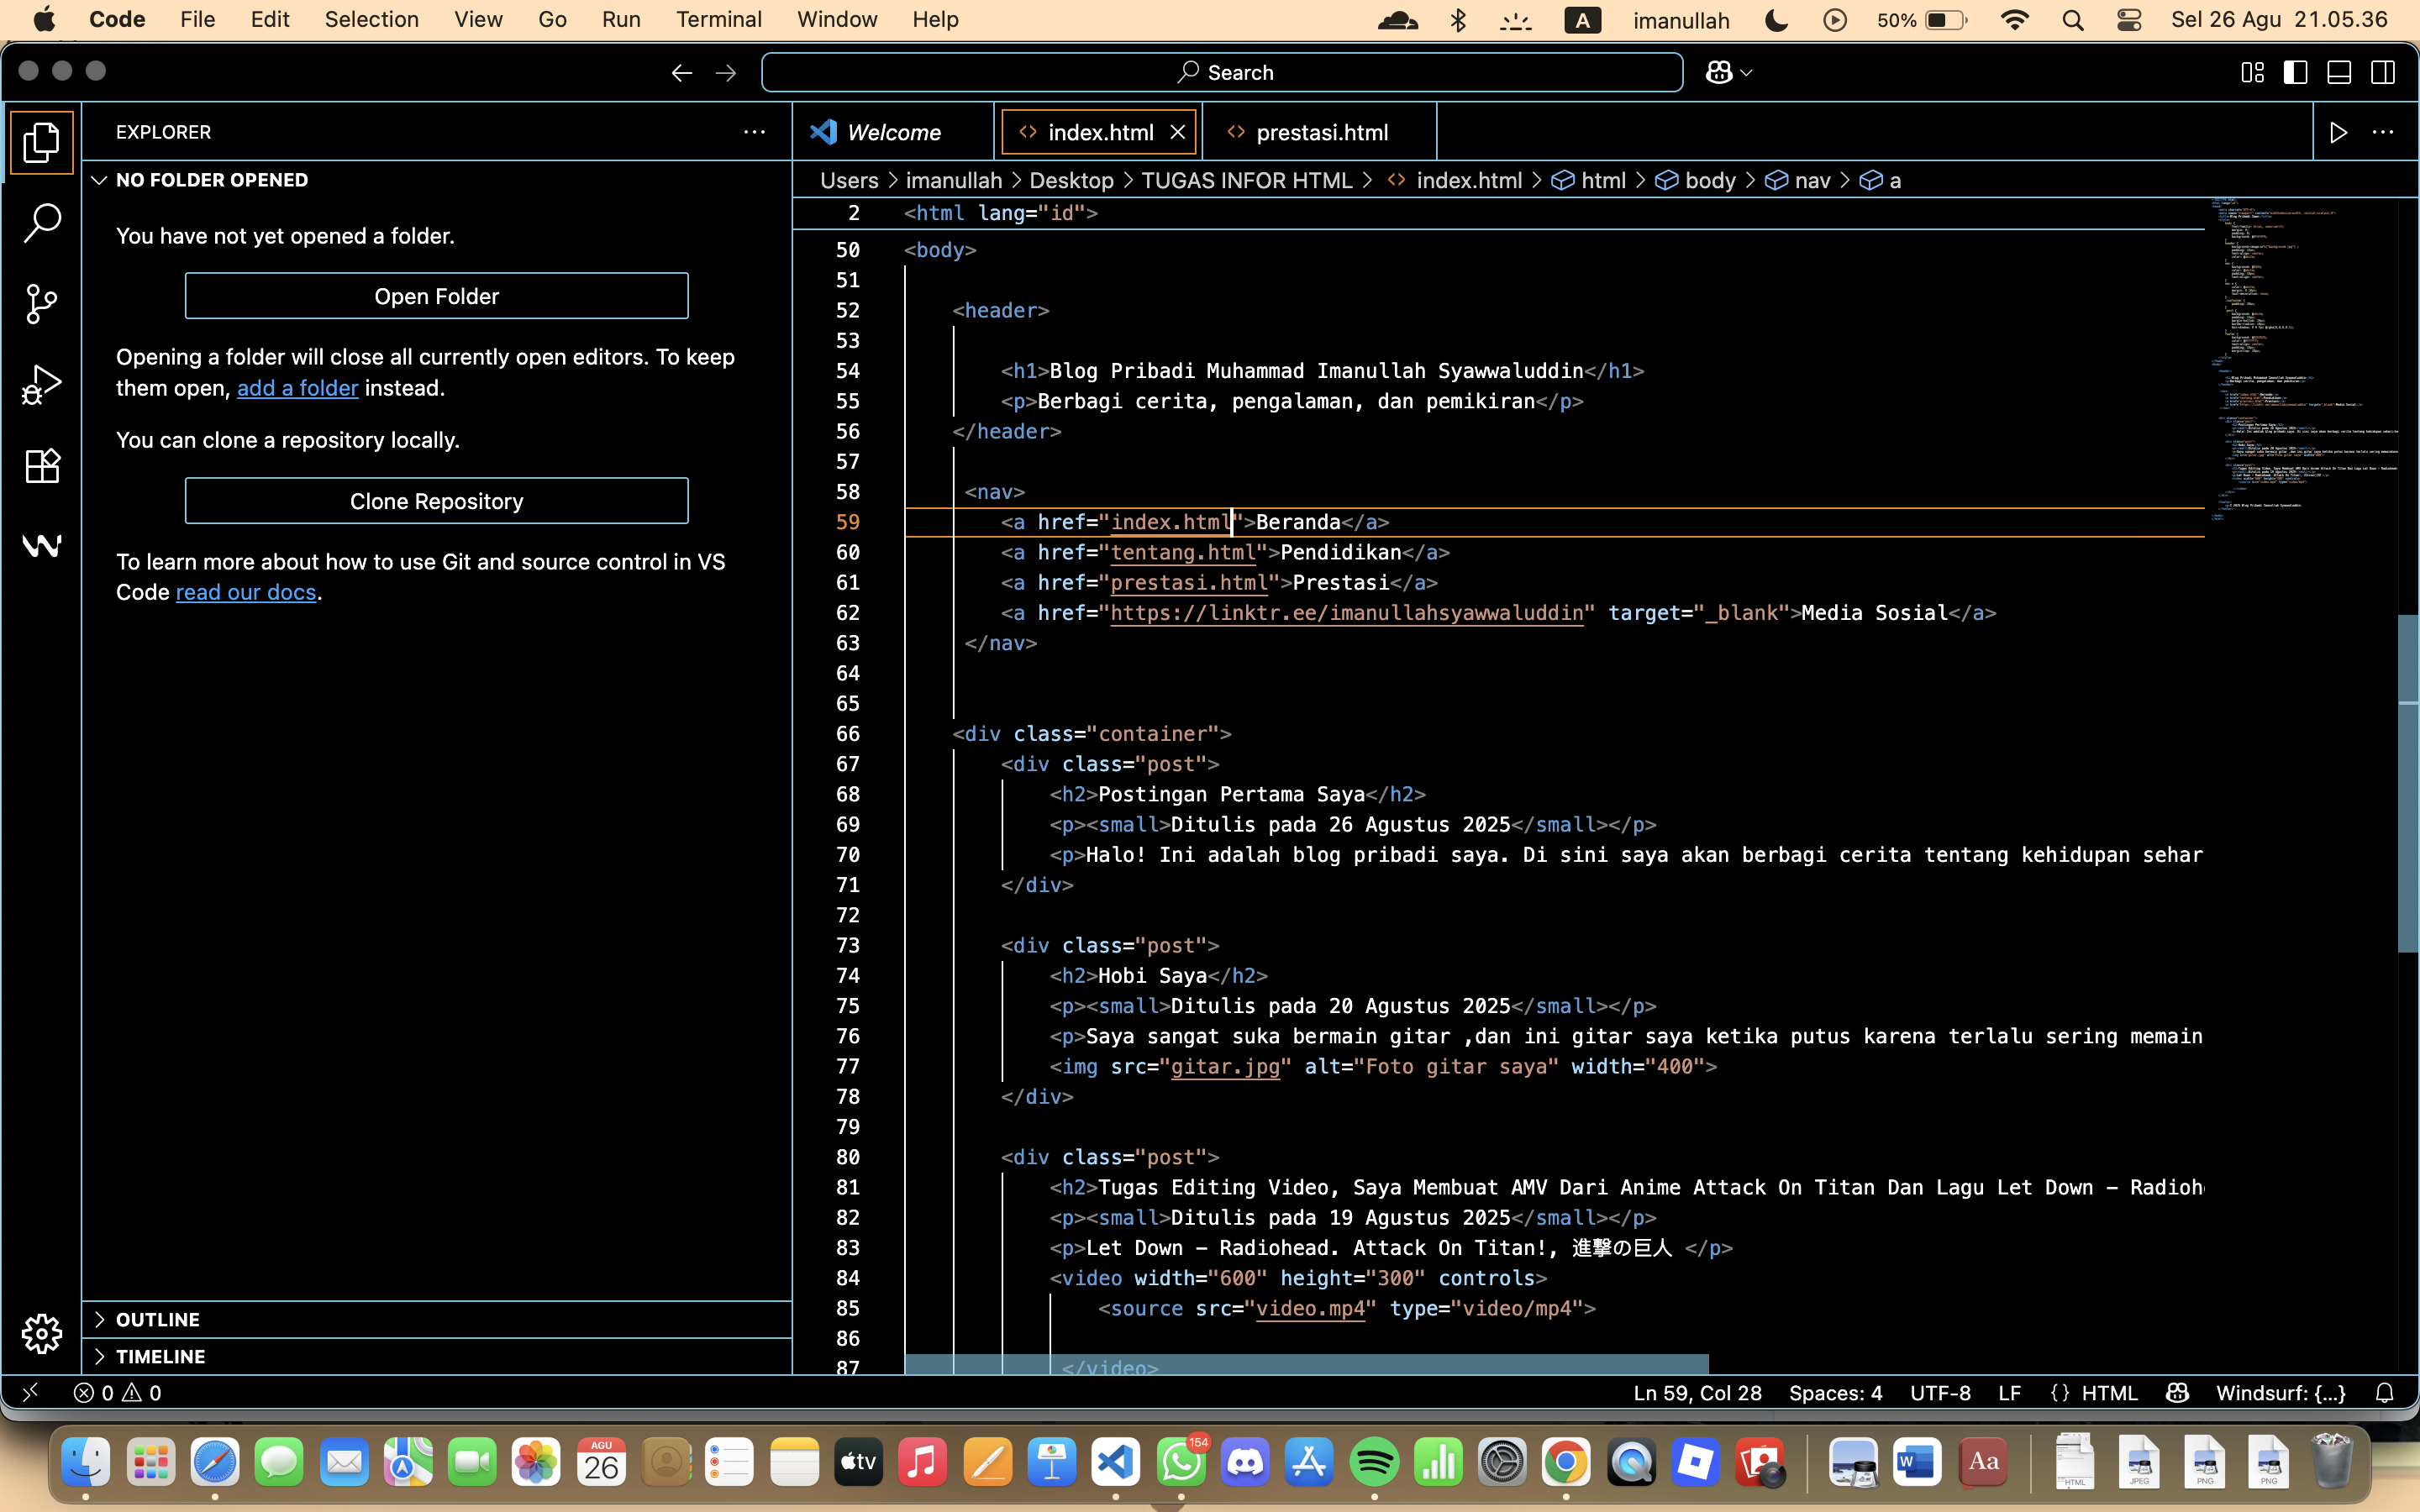 Code File Edit Selection View Go Run Terminal Window Help A imanullah 50% Sel 26 Agu 21.05.36
Search
EXPLORER
NO FOLDER OPENED
You have not yet opened a folder.
Open Folder
Opening a folder will close all currently open editors. To keep
them open, add a folder instead.
You can clone a repository locally.
Clone Repository
To learn more about how to use Git and source control in VS
Code read our docs.
OUTLINE
TIMELINE
Welcome index.html prestasi.html
Users > imanullah > Desktop > TUGAS INFOR HTML > index.html > html > body > nav > a
2 <html lang="id">
50 <body>
51
52 <header>
53
54 <h1>Blog Pribadi Muhammad Imanullah Syawwaluddin</h1>
55 <p>Berbagi cerita, pengalaman, dan pemikiran</p>
56 </header>
57
58 <nav>
59 <a href="index.html">Beranda</a>
60 <a href="tentang.html">Pendidikan</a>
61 <a href="prestasi.html">Prestasi</a>
62 <a href="https://linktr.ee/imanullahsyawwaluddin" target="_blank">Media Sosial</a>
63 </nav>
64
65
66 <div class="container">
67 <div class="post">
68 <h2>Postingan Pertama Saya</h2>
69 <p><small>Ditulis pada 26 Agustus 2025</small></p>
70 <p>Halo! Ini adalah blog pribadi saya. Di sini saya akan berbagi cerita tentang kehidupan sehar
71 </div>
72
73 <div class="post">
74 <h2>Hobi Saya</h2>
75 <p><small>Ditulis pada 20 Agustus 2025</small></p>
76 <p>Saya sangat suka bermain gitar ,dan ini gitar saya ketika putus karena terlalu sering memain
77 <img src="gitar.jpg" alt="Foto gitar saya" width="400">
78 </div>
79
80 <div class="post">
81 <h2>Tugas Editing Video, Saya Membuat AMV Dari Anime Attack On Titan Dan Lagu Let Down – Radioh
82 <p><small>Ditulis pada 19 Agustus 2025</small></p>
83 <p>Let Down – Radiohead. Attack On Titan!, 進撃の巨人 </p>
84 <video width="600" height="300" controls>
85 <source src="video.mp4" type="video/mp4">
86
87 </video>
0 0 Ln 59, Col 28 Spaces: 4 UTF-8 LF {} HTML Windsurf: {...}
AGU
26
tv
154
W
Aa
HTML
JPEG
PNG
PNG